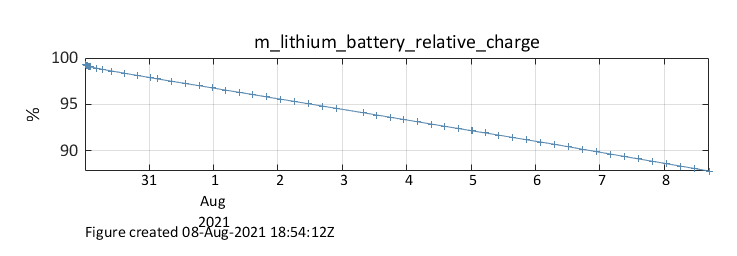 m_lithium_battery_relative_charge
100
95
90
%
31 1 2 3 4 5 6 7 8
Aug
2021
Figure created 08-Aug-2021 18:54:12Z